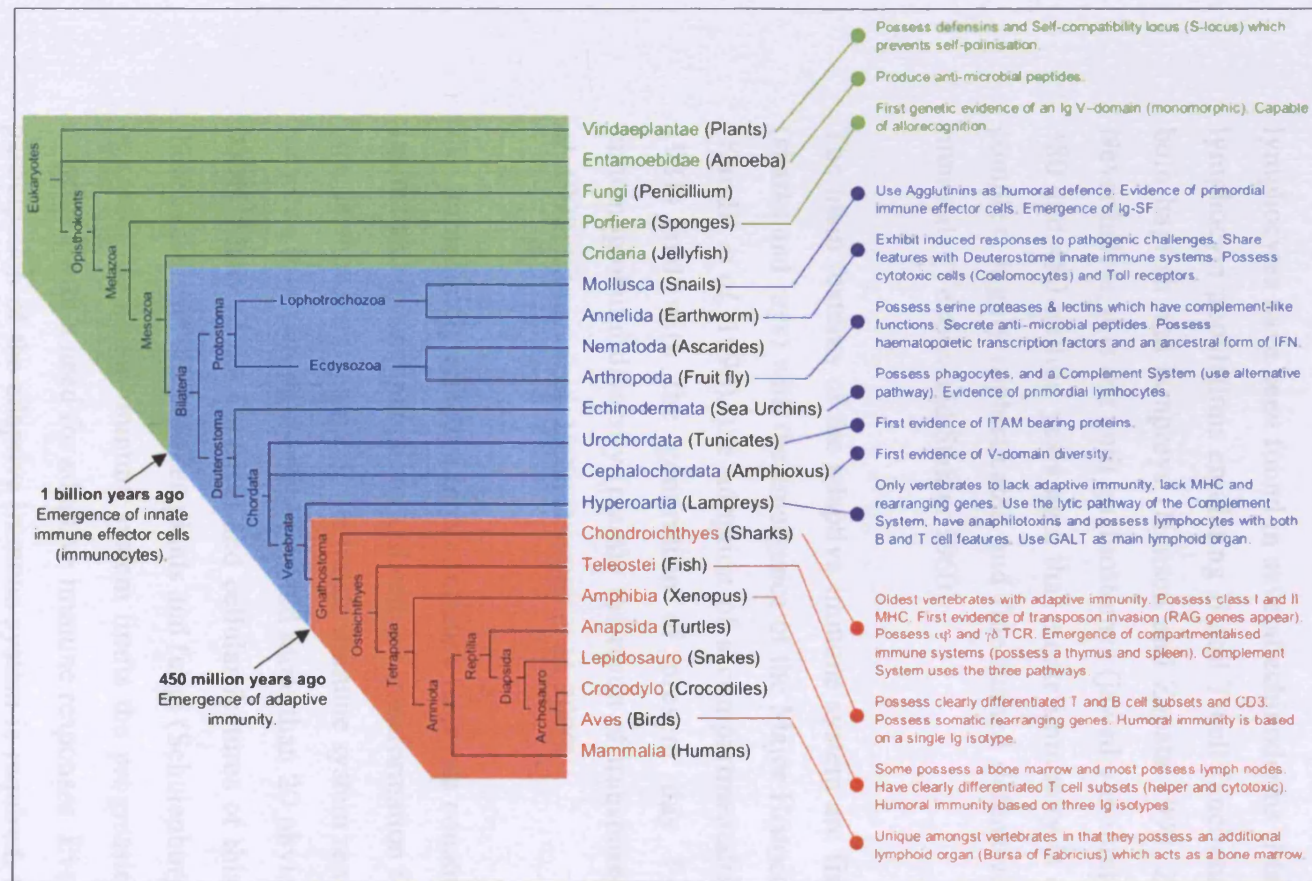 Possess defensins and Self-compatibility locus (S-locus) which
prevents self-polinisation.
Produce anti-microbial peptides.
First genetic evidence of an Ig V-domain (monomorphic). Capable
of allorecognition.
Use Agglutinins as humoral defence. Evidence of primordial
immune effector cells. Emergence of Ig-SF
Exhibit induced responses to pathogenic challenges. Share
features with Deuterostome innate immune systems. Possess
cytotoxic cells (Coelomocytes) and Toll receptors.
Possess serine proteases & lectins which have complement-like
functions. Secrete anti-microbial peptides. Possess
haematopoietic transcription factors and an ancestral form of IFN.
Possess phagocytes, and a Complement System (use alternative
pathway). Evidence of primordial lymhocytes.
First evidence of ITAM bearing proteins.
First evidence of V-domain diversity.
Only vertebrates to lack adaptive immunity, lack MHC and
rearranging genes. Use the lytic pathway of the Complement
System, have anaphilotoxins and possess lymphocytes with both
B and T cell features. Use GALT as main lymphoid organ.
Oldest vertebrates with adaptive immunity. Possess class I and II
MHC. First evidence of transposon invasion (RAG genes appear).
Possess αβ and γδ TCR. Emergence of compartmentalised
immune systems (possess a thymus and spleen). Complement
System uses the three pathways
Possess clearly differentiated T and B cell subsets and CD3.
Possess somatic rearranging genes. Humoral immunity is based
on a single Ig isotype.
Some possess a bone marrow and most possess lymph nodes.
Have clearly differentiated T cell subsets (helper and cytotoxic).
Humoral immunity based on three Ig isotypes.
Unique amongst vertebrates in that they possess an additional
lymphoid organ (Bursa of Fabricius) which acts as a bone marrow.
Viridaeplantae (Plants)
Entamoebidae (Amoeba)
Fungi (Penicillium)
Porfiera (Sponges)
Cridaria (Jellyfish)
Mollusca (Snails)
Annelida (Earthworm)
Nematoda (Ascarides)
Arthropoda (Fruit fly)
Echinodermata (Sea Urchins)
Urochordata (Tunicates)
Cephalochordata (Amphioxus)
Hyperoartia (Lampreys)
Chondroichthyes (Sharks)
Teleostei (Fish)
Amphibia (Xenopus)
Anapsida (Turtles)
Lepidosauro (Snakes)
Crocodylo (Crocodiles)
Aves (Birds)
Mammalia (Humans)
Eukaryotes
Opisthokonts
Metazoa
Mesozoa
Bilateria
Protostoma
Lophotrochozoa
Ecdysozoa
Deuterostoma
Chordata
Vertebrata
Gnathostoma
Osteichthyes
Tetrapoda
Amniota
Reptilia
Diapsida
Archosauro
1 billion years ago
Emergence of innate
immune effector cells
(immunocytes).
450 million years ago
Emergence of adaptive
immunity.